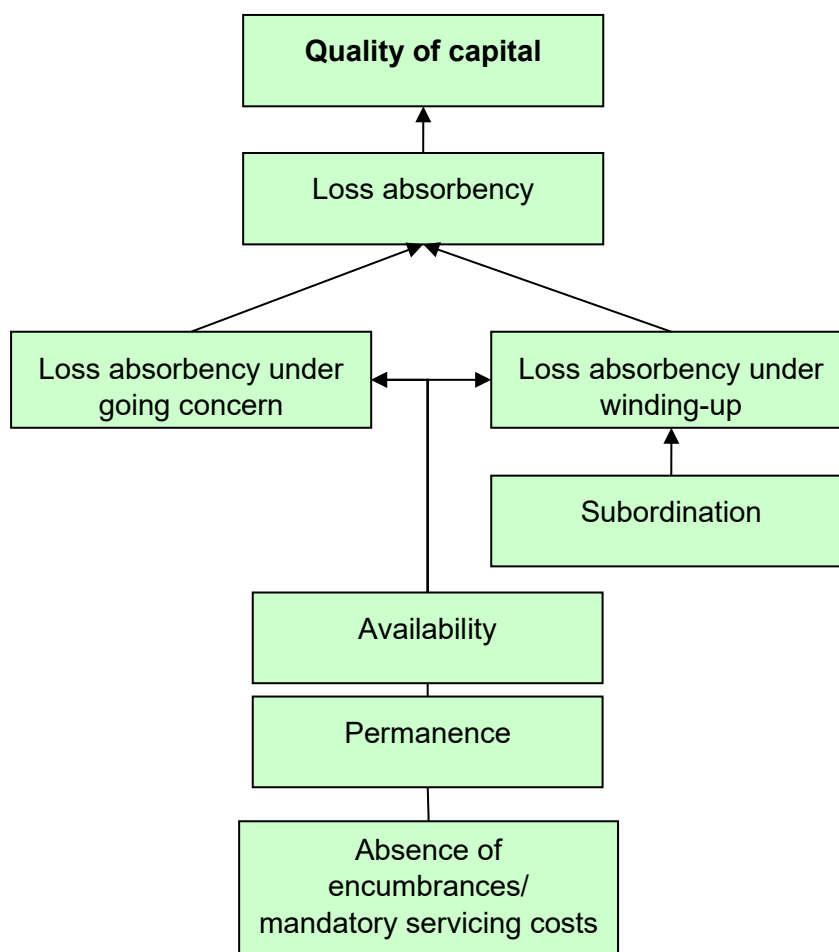 Quality of capital
Loss absorbency
Loss absorbency under
going concern
Loss absorbency under
winding-up
Subordination
Availability
Permanence
Absence of
encumbrances/
mandatory servicing costs